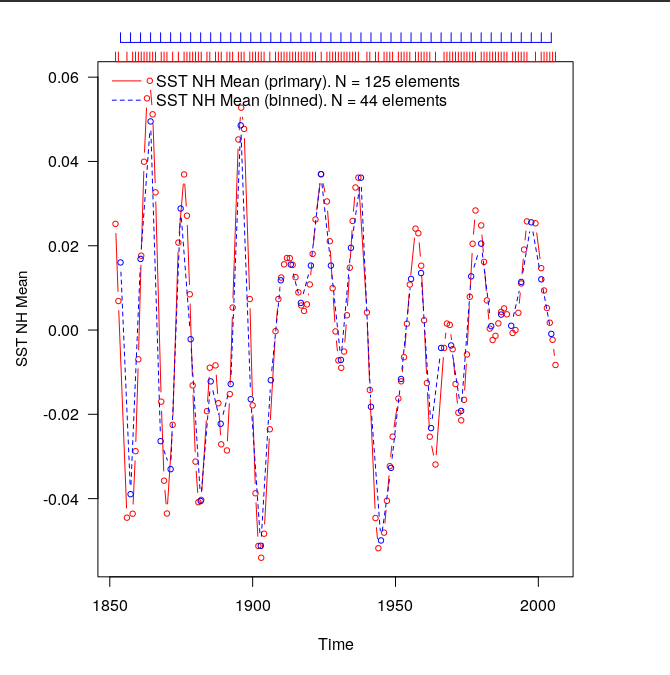 SST NH Mean (primary). N = 125 elements
SST NH Mean (binned). N = 44 elements
0.06
0.04
0.02
0.00
-0.02
-0.04
SST NH Mean
1850 1900 1950 2000
Time